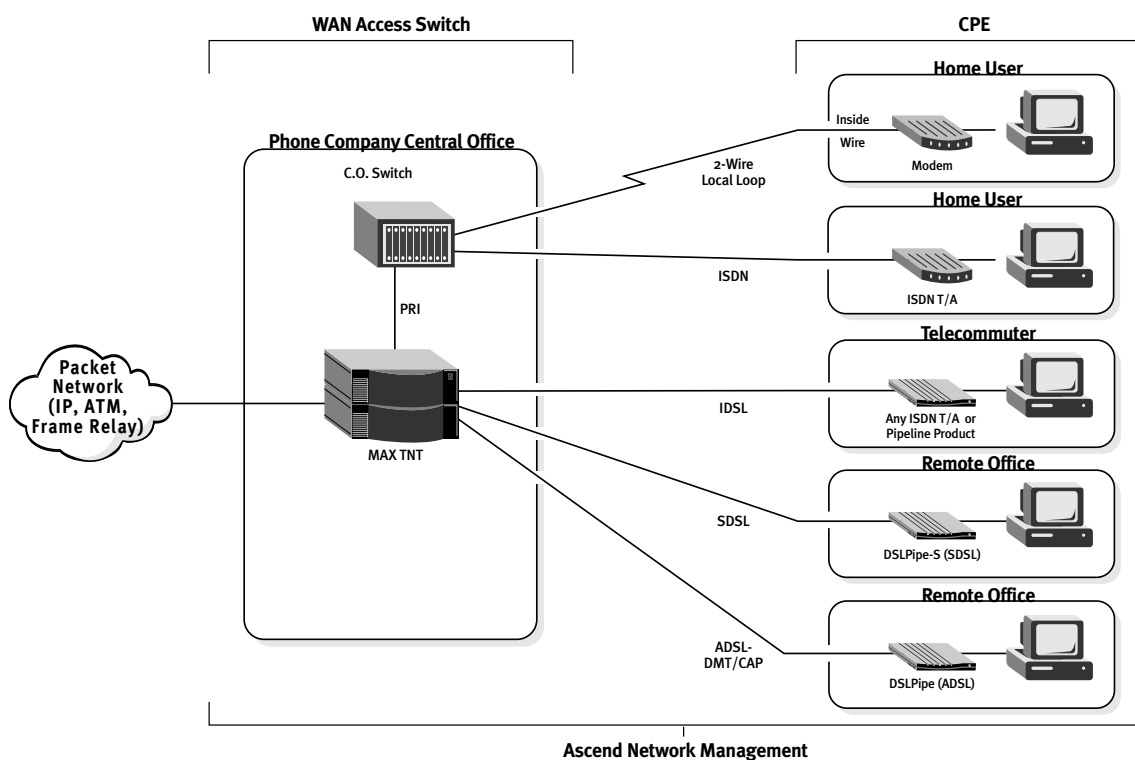 WAN Access Switch
CPE
Phone Company Central Office
C.O. Switch
PRI
MAX TNT
Packet
Network
(IP, ATM,
Frame Relay)
2-Wire
Local Loop
ISDN
IDSL
SDSL
ADSL-
DMT/CAP
Home User
Inside
Wire
Modem
Home User
ISDN T/A
Telecommuter
Any ISDN T/A or
Pipeline Product
Remote Office
DSLPipe-S (SDSL)
Remote Office
DSLPipe (ADSL)
Ascend Network Management